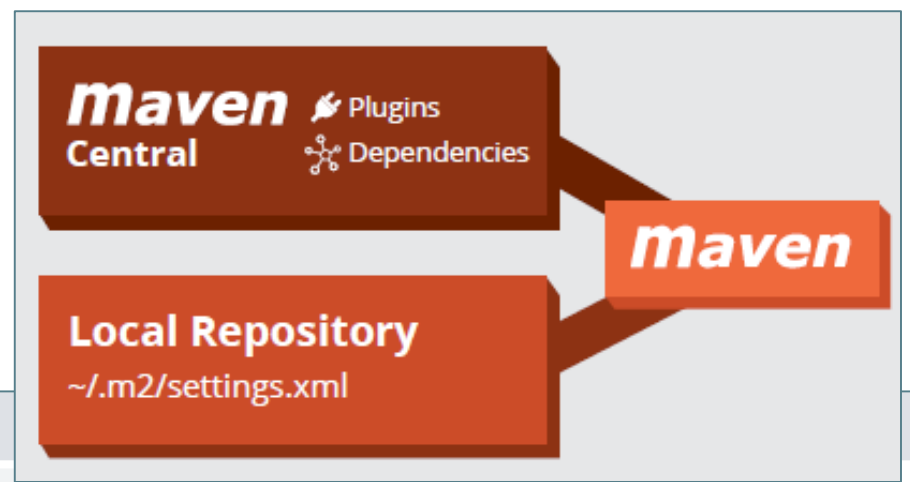 maven
Central
Plugins
Dependencies
maven
Local Repository
~/.m2/settings.xml